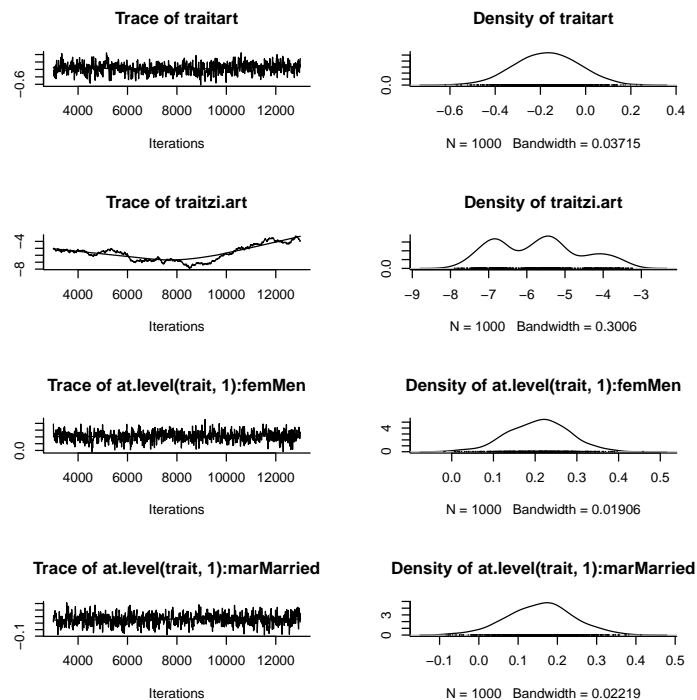 Trace of traitart
−0.6
4000 6000 8000 10000 12000
Iterations
Density of traitart
0.0
−0.6 −0.4 −0.2 0.0 0.2 0.4
N = 1000 Bandwidth = 0.03715
Trace of traitzi.art
−8 −4
4000 6000 8000 10000 12000
Iterations
Density of traitzi.art
0.0
−9 −8 −7 −6 −5 −4 −3
N = 1000 Bandwidth = 0.3006
Trace of at.level(trait, 1):femMen
0.0
4000 6000 8000 10000 12000
Iterations
Density of at.level(trait, 1):femMen
0 4
0.0 0.1 0.2 0.3 0.4 0.5
N = 1000 Bandwidth = 0.01906
Trace of at.level(trait, 1):marMarried
−0.1
4000 6000 8000 10000 12000
Iterations
Density of at.level(trait, 1):marMarried
0 3
−0.1 0.0 0.1 0.2 0.3 0.4 0.5
N = 1000 Bandwidth = 0.02219